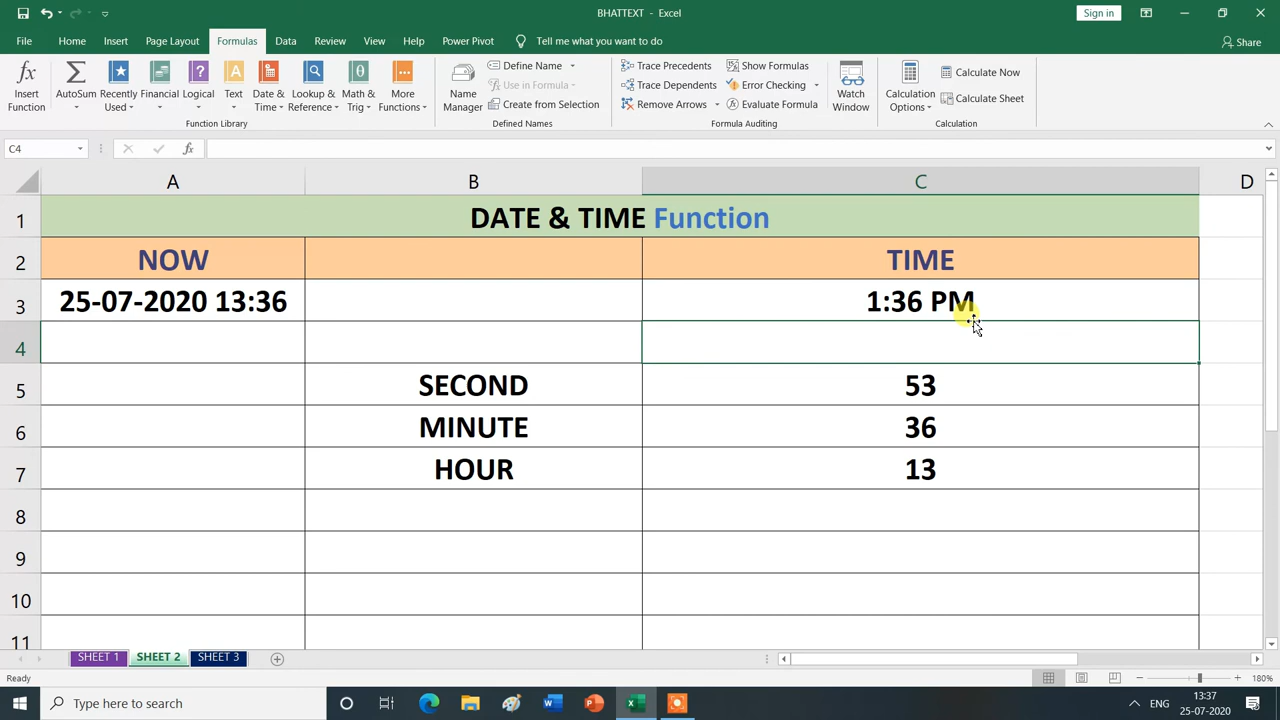 BHATTEXT - Excel
Sign in
File Home Insert Page Layout Formulas Data Review View Help Power Pivot Tell me what you want to do
Share
Insert Function
AutoSum
Recently Used
Financial
Logical
Text
Date & Time
Lookup & Reference
Math & Trig
More Functions
Function Library
Name Manager
Define Name
Use in Formula
Create from Selection
Defined Names
Trace Precedents
Trace Dependents
Remove Arrows
Show Formulas
Error Checking
Evaluate Formula
Formula Auditing
Watch Window
Calculation Options
Calculate Now
Calculate Sheet
Calculation
C4 fx
A B C D
1 DATE & TIME Function
2 NOW TIME
3 25-07-2020 13:36 1:36 PM
4
5 SECOND 53
6 MINUTE 36
7 HOUR 13
8
9
10
11
SHEET 1 SHEET 2 SHEET 3
Ready
180%
Type here to search
ENG
13:37
25-07-2020